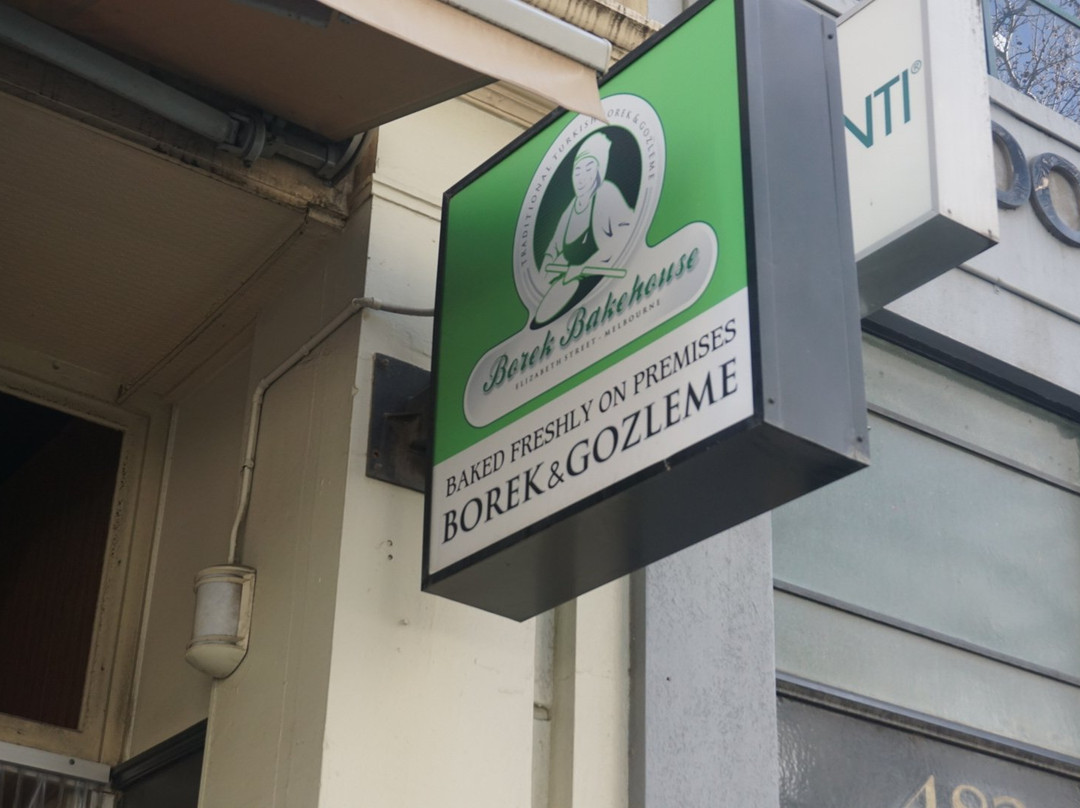 TRADITIONAL TURKISH BOREK & GOZLEME
Borek Bakehouse
ELIZABETH STREET - MELBOURNE
BAKED FRESHLY ON PREMISES
BOREK & GOZLEME
NTI®